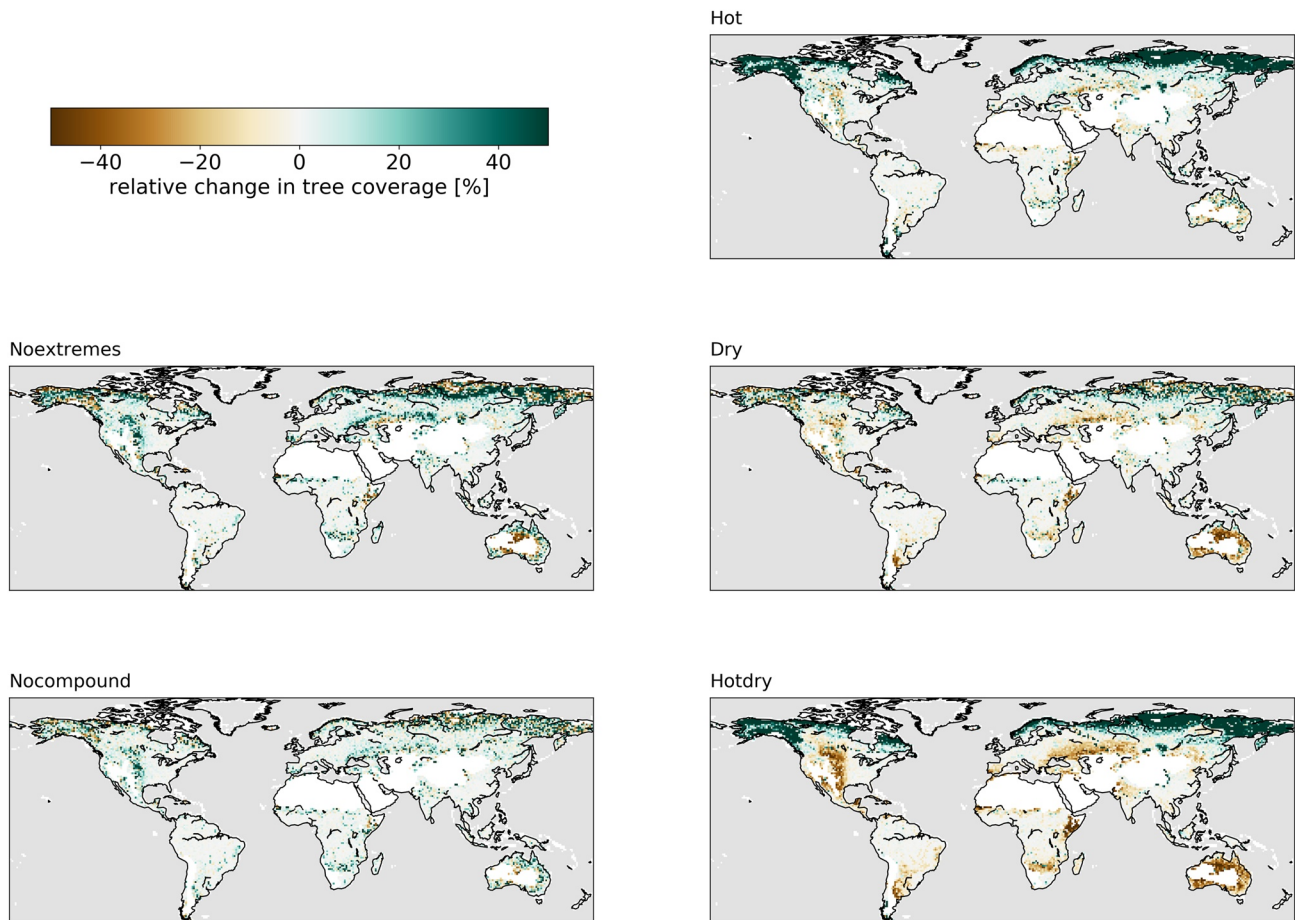 Hot
−40 −20 0 20 40
relative change in tree coverage [%]
Noextremes
Dry
Nocompound
Hotdry